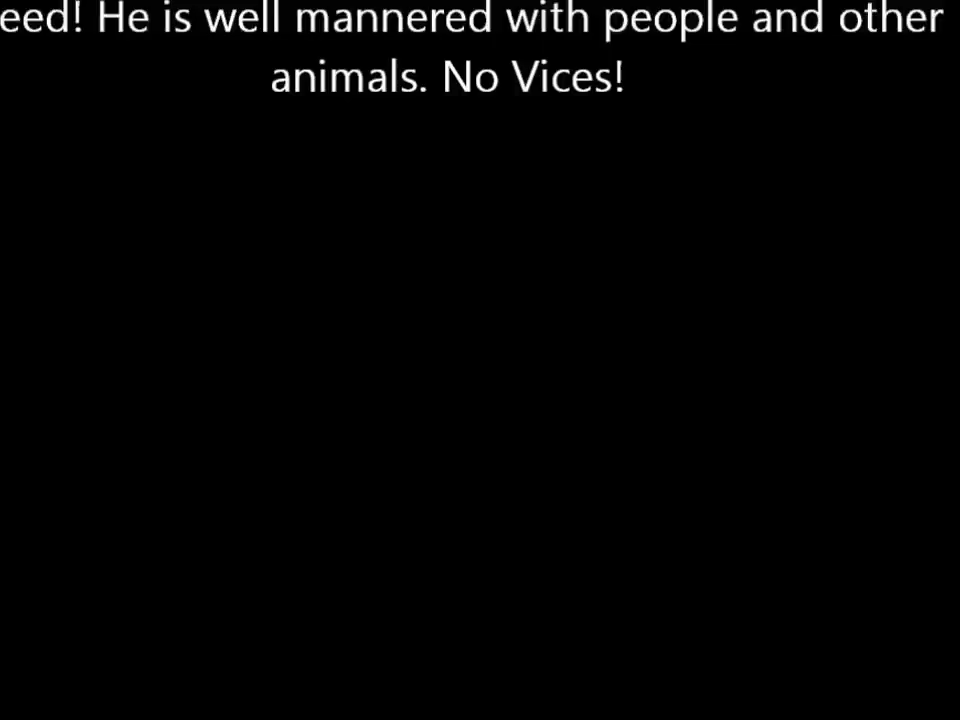 eed! He is well mannered with people and other
animals. No Vices!